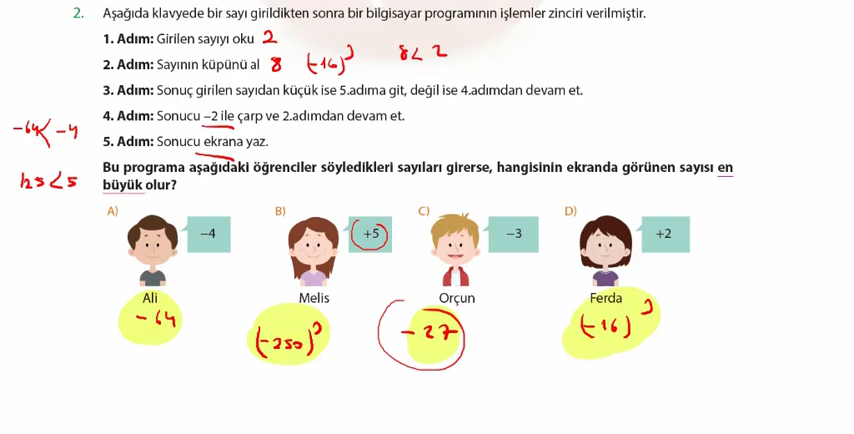 2. Aşağıda klavyede bir sayı girildikten sonra bir bilgisayar programının işlemler zinciri verilmiştir.
1. Adım: Girilen sayıyı oku 2
2. Adım: Sayının küpünü al 8 (-16)³ 8< 2
3. Adım: Sonuç girilen sayıdan küçük ise 5.adıma git, değil ise 4.adımdan devam et.
4. Adım: Sonucu –2 ile çarp ve 2.adımdan devam et.
-64< -4
5. Adım: Sonucu ekrana yaz.
Bu programa aşağıdaki öğrenciler söyledikleri sayıları girerse, hangisinin ekranda görünen sayısı en
125 < 5
büyük olur?
A) B) C) D)
–4 +5 –3 +2
Ali Melis Orçun Ferda
-64 (-250)³ -27 (-16)³